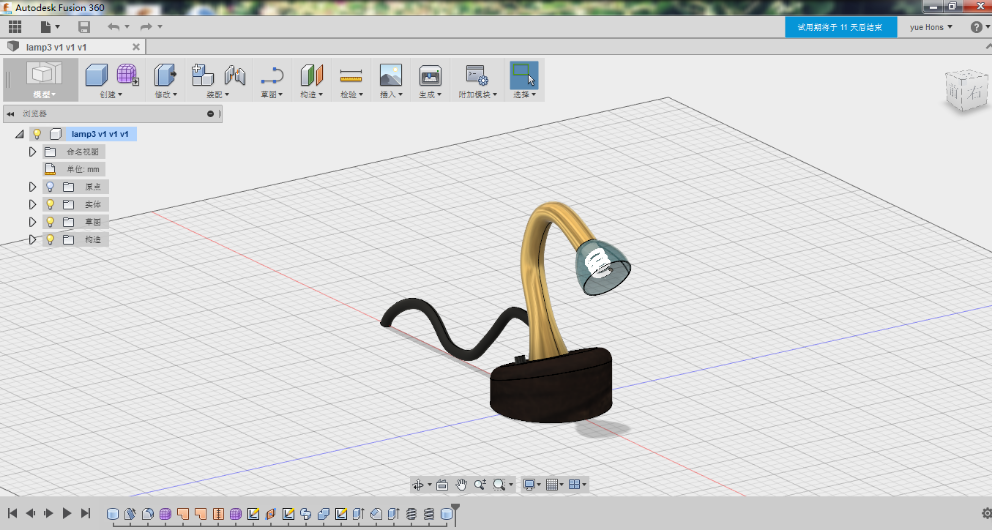 Autodesk Fusion 360
试用期将于 11 天后结束
yue Hons
lamp3 v1 v1 v1
模型
创建
修改
装配
草图
构造
检验
插入
生成
附加模块
选择
前
右
浏览器
lamp3 v1 v1 v1
命名视图
单位: mm
原点
实体
草图
构造